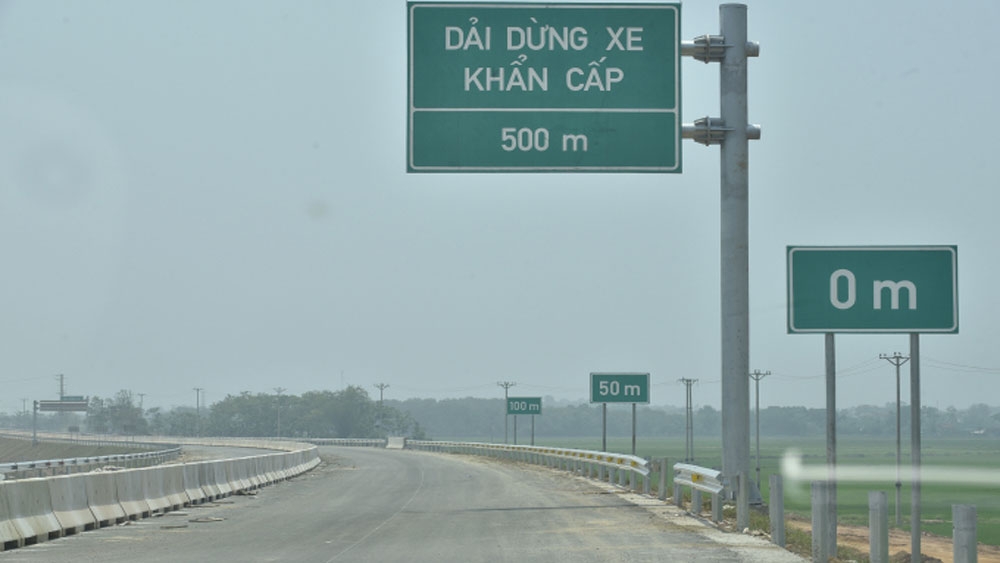 DẢI DỪNG XE
KHẨN CẤP
500 m
0 m
50 m
100 m